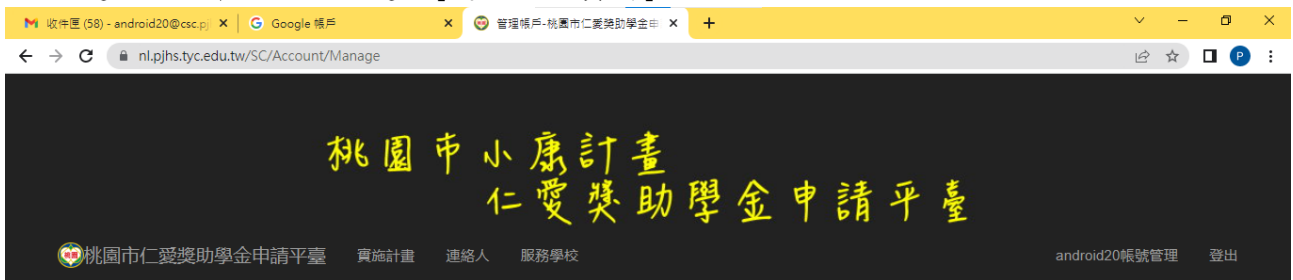 收件匣 (58) - android20@csc.pj
Google 帳戶
管理帳戶-桃園市仁愛獎助學金申
nl.pjhs.tyc.edu.tw/SC/Account/Manage
P
桃園市小康計畫
仁愛獎助學金申請平臺
桃園市仁愛獎助學金申請平臺 實施計畫 連絡人 服務學校 android20帳號管理 登出